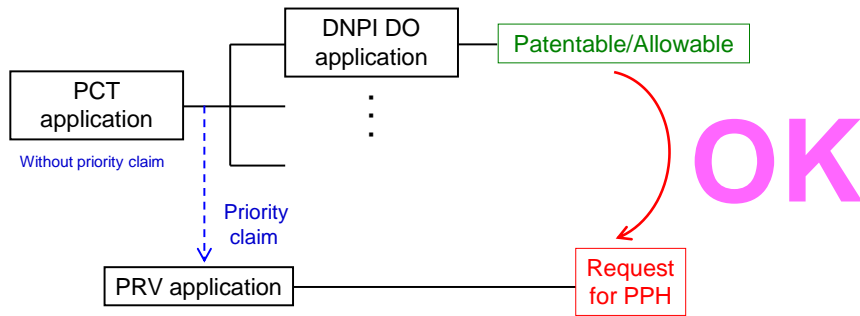 DNPI DO
application
Patentable/Allowable
PCT
application
Without priority claim
OK
Priority
claim
PRV application
Request
for PPH